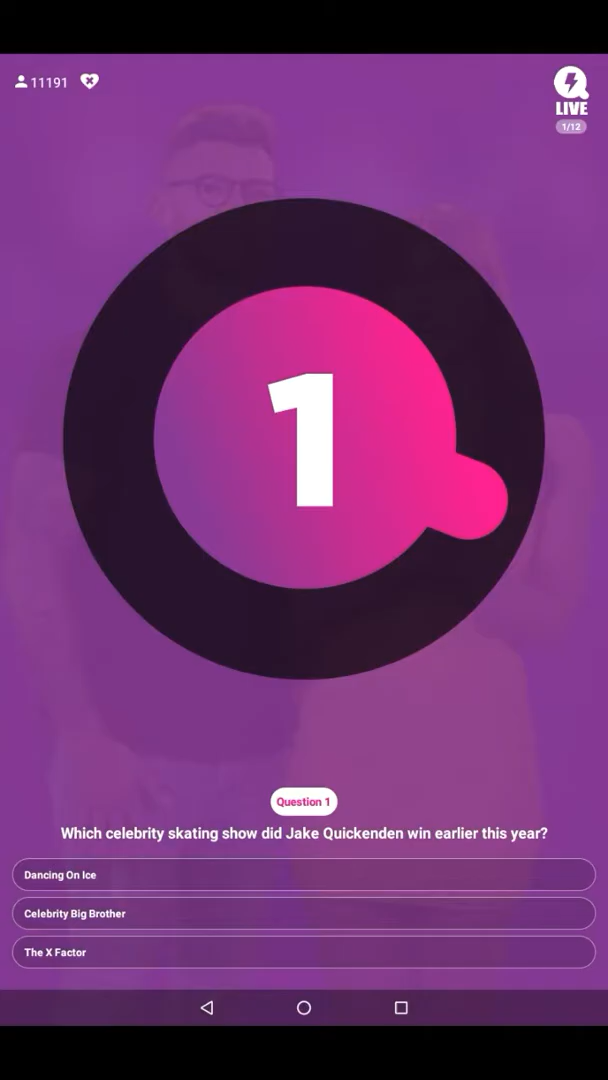 11191
LIVE
1/12
1
Question 1
Which celebrity skating show did Jake Quickenden win earlier this year?
Dancing On Ice
Celebrity Big Brother
The X Factor